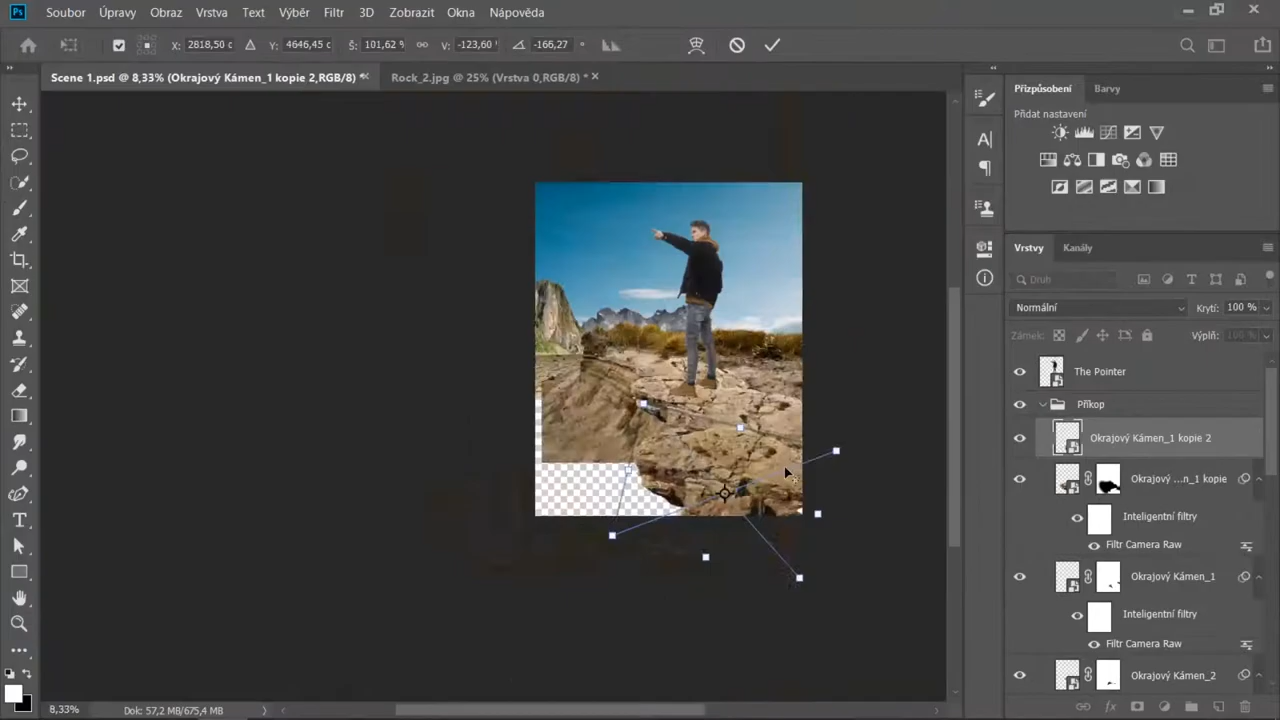 Ps Soubor Úpravy Obraz Vrstva Text Výběr Filtr 3D Zobrazit Okna Nápověda
X: 2818,50 c Y: 4646,45 c Š: 101,62 % V: -123,60 -165,27 °
Scene 1.psd @ 8,33% (Okrajový Kámen_1 kopie 2,RGB/8) * × Rock_2.jpg @ 25% (Vrstva 0,RGB/8) * ×
Přizpůsobení Barvy
Přidat nastavení
Vrstvy Kanály
Druh
Normální Krytí: 100 %
Zámek: Výplň: 100 %
The Pointer
Příkop
Okrajový Kámen_1 kopie 2
Okrajový ...n_1 kopie
Inteligentní filtry
Filtr Camera Raw
Okrajový Kámen_1
Inteligentní filtry
Filtr Camera Raw
Okrajový Kámen_2
8,33% Dok: 57,2 MB/675,4 MB